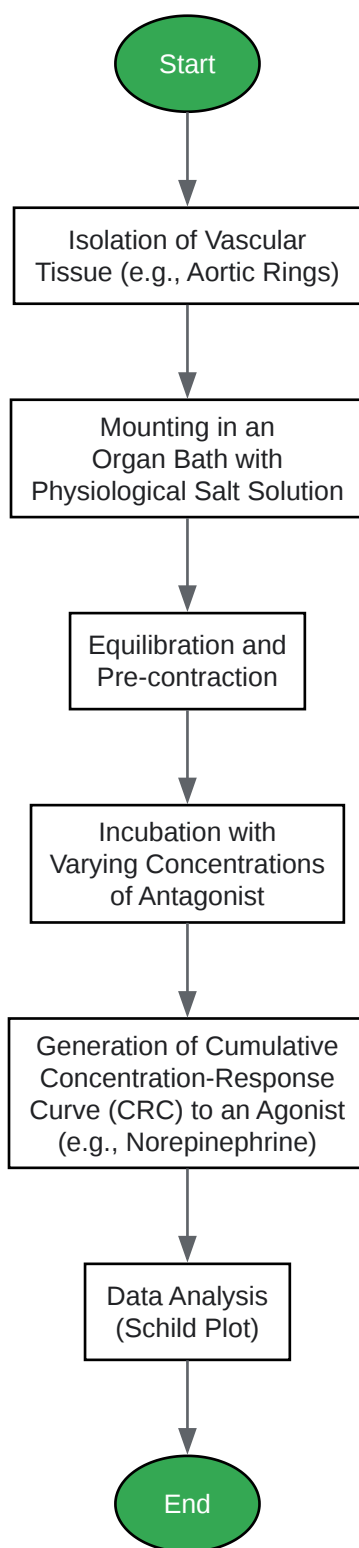 Start
Isolation of Vascular
Tissue (e.g., Aortic Rings)
Mounting in an
Organ Bath with
Physiological Salt Solution
Equilibration and
Pre-contraction
Incubation with
Varying Concentrations
of Antagonist
Generation of Cumulative
Concentration-Response
Curve (CRC) to an Agonist
(e.g., Norepinephrine)
Data Analysis
(Schild Plot)
End